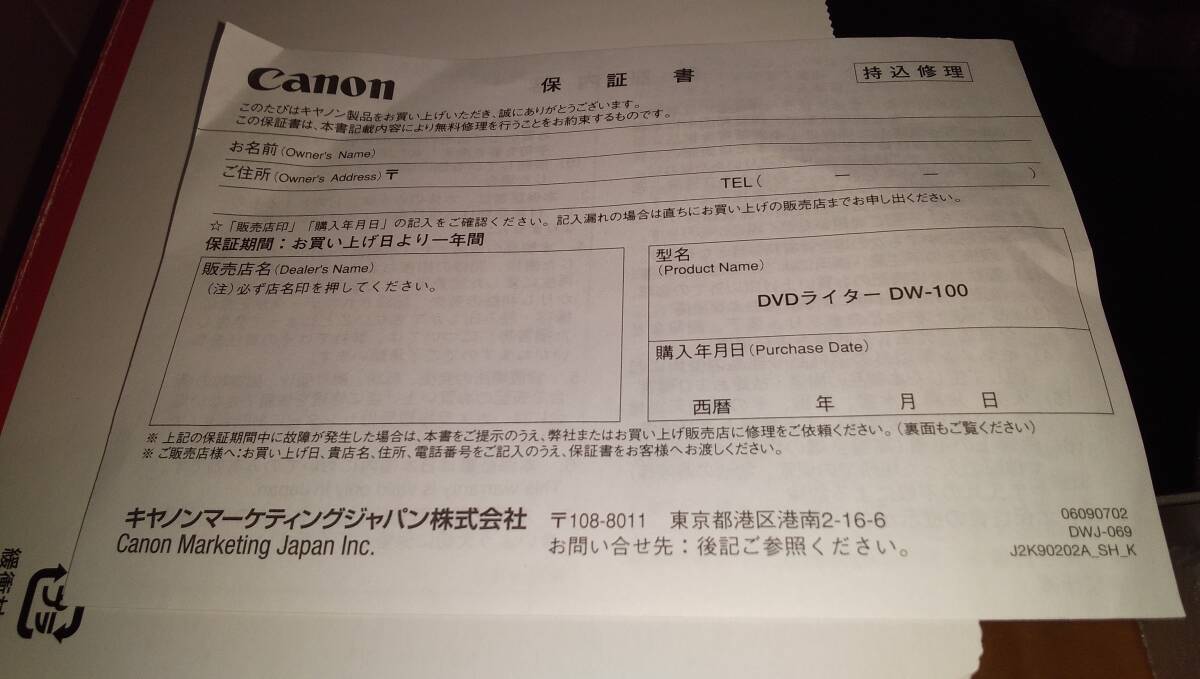 Canon
保証書
持込修理
このたびはキヤノン製品をお買い上げいただき、誠にありがとうございます。
この保証書は、本書記載内容により無料修理を行うことをお約束するものです。
お名前(Owner's Name)
ご住所(Owner's Address)〒
TEL( ー ー )
☆「販売店印」「購入年月日」の記入をご確認ください。記入漏れの場合は直ちにお買い上げの販売店までお申し出ください。
保証期間：お買い上げ日より一年間
販売店名(Dealer's Name)
(注)必ず店名印を押してください。
型名
(Product Name)
DVDライター DW-100
購入年月日(Purchase Date)
西暦 年 月 日
※ 上記の保証期間中に故障が発生した場合は、本書をご提示のうえ、弊社またはお買い上げ販売店に修理をご依頼ください。(裏面もご覧ください)
※ ご販売店様へ：お買い上げ日、貴店名、住所、電話番号をご記入のうえ、保証書をお客様へお渡しください。
キヤノンマーケティングジャパン株式会社
Canon Marketing Japan Inc.
〒108-8011 東京都港区港南2-16-6
お問い合せ先：後記ご参照ください。
06090702
DWJ-069
J2K90202A_SH_K
プラ